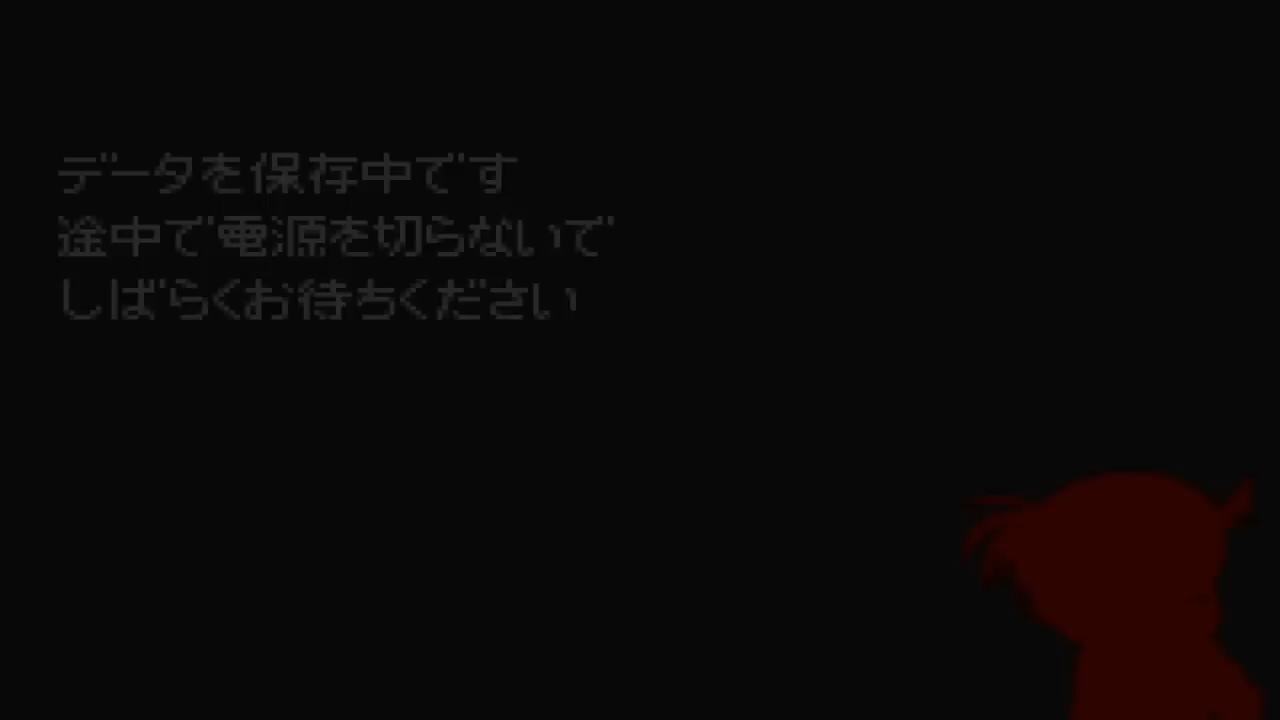 データを保存中です
途中で電源を切らないで
しばらくお待ちください